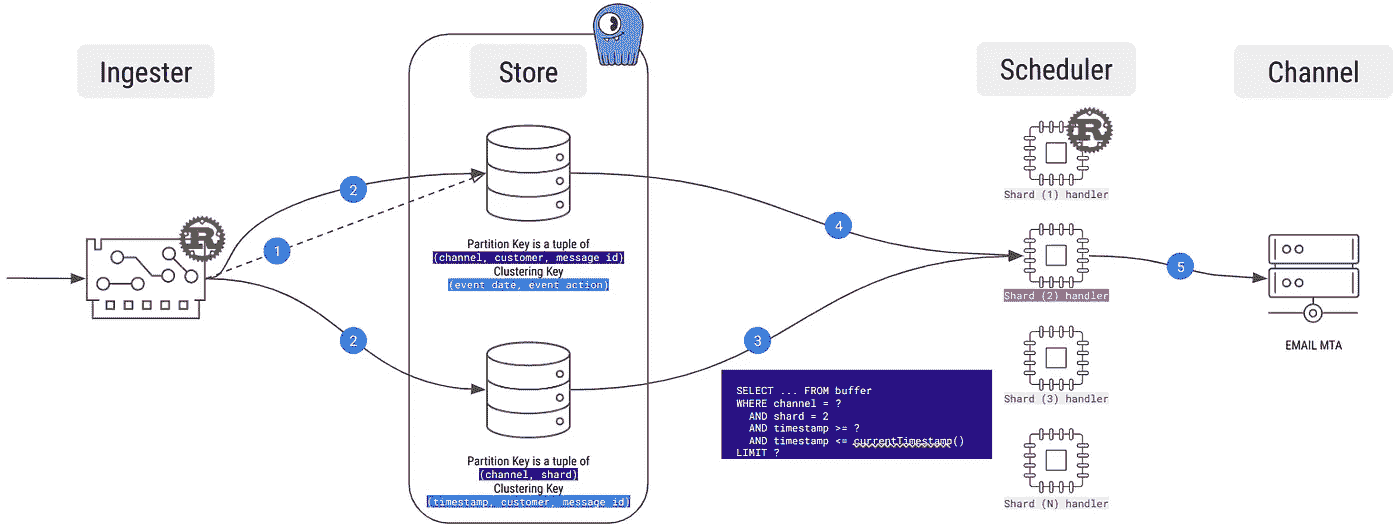 Ingester
Store
Scheduler
Channel
R
R
2
1
2
4
3
5
Partition Key is a tuple of
(channel, customer, message id)
Clustering Key
(event date, event action)
Partition Key is a tuple of
(channel, shard)
Clustering Key
(timestamp, customer, message id)
SELECT ... FROM buffer
WHERE channel = ?
AND shard = 2
AND timestamp >= ?
AND timestamp <= currentTimestamp()
LIMIT ?
Shard (1) handler
Shard (2) handler
Shard (3) handler
Shard (N) handler
EMAIL MTA